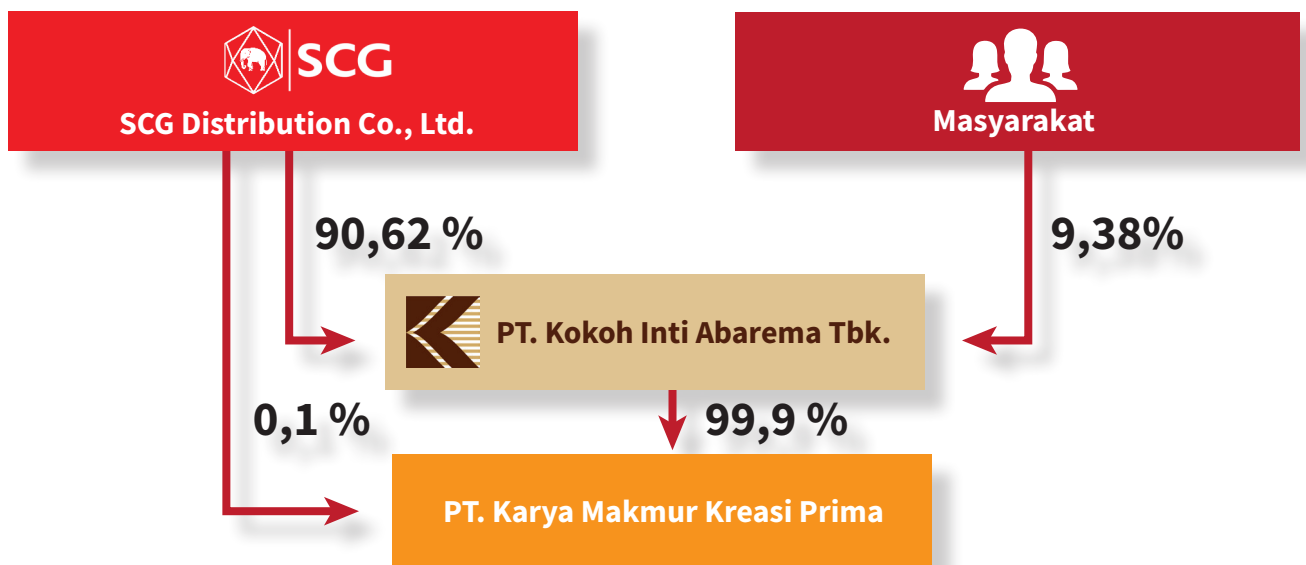 SCG
SCG Distribution Co., Ltd.
Masyarakat
90,62 %
9,38%
PT. Kokoh Inti Abarema Tbk.
0,1 %
99,9 %
PT. Karya Makmur Kreasi Prima